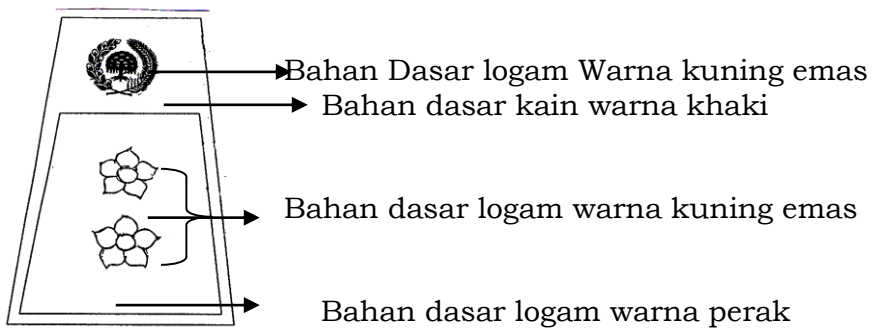 Bahan Dasar logam Warna kuning emas
Bahan dasar kain warna khaki
Bahan dasar logam warna kuning emas
Bahan dasar logam warna perak